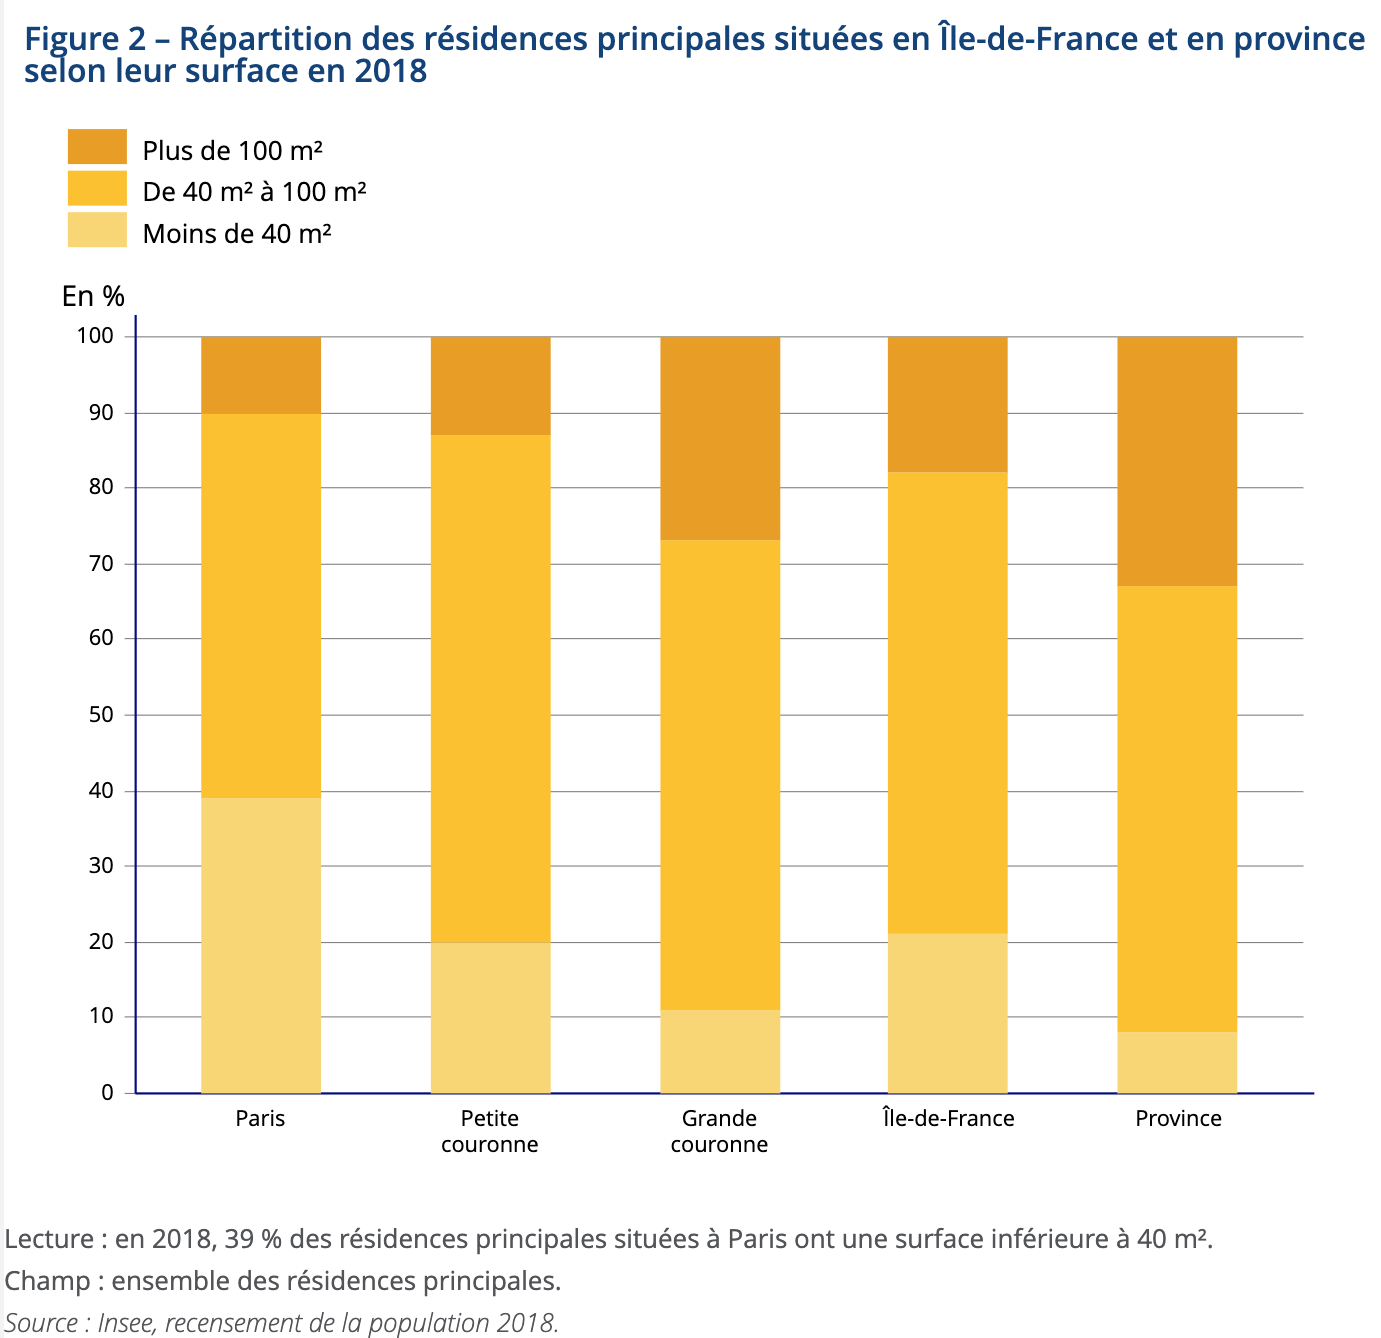 Figure 2 – Répartition des résidences principales situées en Île-de-France et en province
selon leur surface en 2018
Plus de 100 m²
De 40 m² à 100 m²
Moins de 40 m²
En %
100
90
80
70
60
50
40
30
20
10
0
Paris
Petite
couronne
Grande
couronne
Île-de-France
Province
Lecture : en 2018, 39 % des résidences principales situées à Paris ont une surface inférieure à 40 m².
Champ : ensemble des résidences principales.
Source : Insee, recensement de la population 2018.